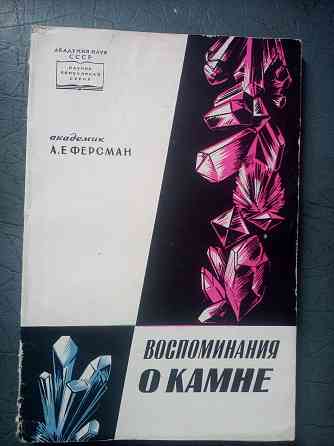 АКАДЕМИЯ НАУК
СССР
НАУЧНО
ПОПУЛЯРНАЯ
СЕРИЯ
академик
А.Е ФЕРСМАН
ВОСПОМИНАНИЯ
О КАМНЕ